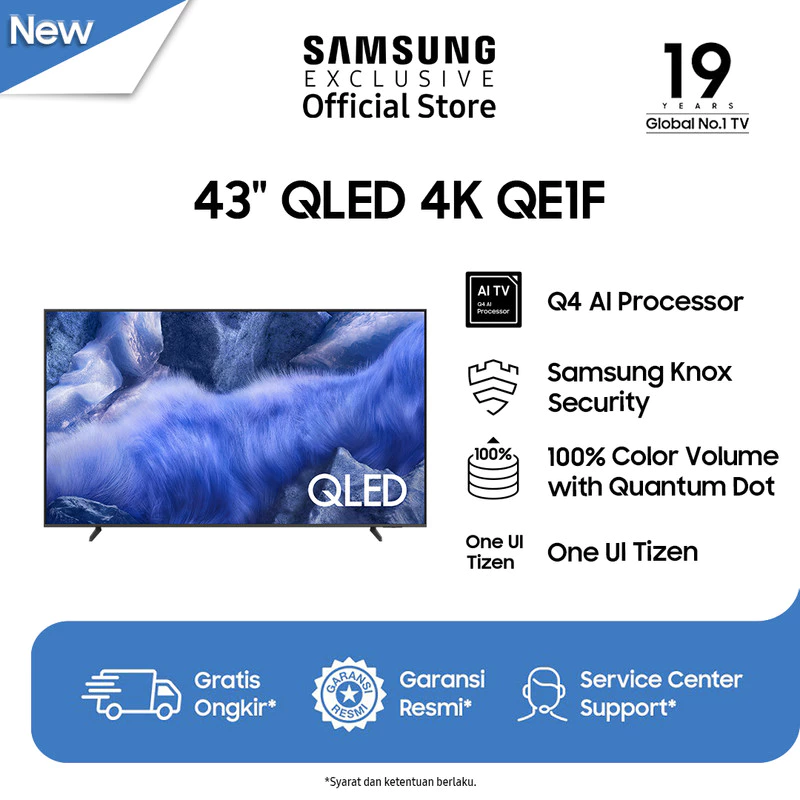 New
SAMSUNG
EXCLUSIVE
Official Store
19
YEARS
Global No.1 TV
43" QLED 4K QE1F
AI TV
Q4 AI
Processor
Q4 AI Processor
Samsung Knox
Security
100%
100% Color Volume
with Quantum Dot
One UI
Tizen
One UI Tizen
QLED
Gratis
Ongkir*
GARANSI
RESMI
Garansi
Resmi*
Service Center
Support*
*Syarat dan ketentuan berlaku.